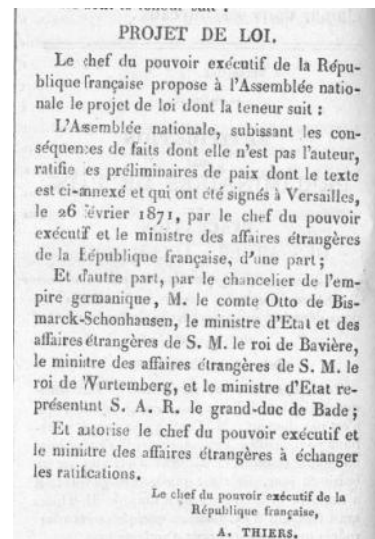 PROJET DE LOI.
Le chef du pouvoir exécutif de la Répu-
blique française propose à l'Assemblée natio-
nale le projet de loi dont la teneur suit :
L'Assemblée nationale, subissant les con-
séquences de faits dont elle n'est pas l'auteur,
ratifie les préliminaires de paix dont le texte
est ci-annexé et qui ont été signés à Versailles,
le 26 février 1871, par le chef du pouvoir
exécutif et le ministre des affaires étrangères
de la République française, d'une part ;
Et d'autre part, par le chancelier de l'em-
pire germanique, M. le comte Otto de Bis-
marck-Schonhausen, le ministre d'Etat et des
affaires étrangères de S. M. le roi de Bavière,
le ministre des affaires étrangères de S. M. le
roi de Wurtemberg, et le ministre d'Etat re-
présentant S. A. R. le grand-duc de Bade ;
Et autorise le chef du pouvoir exécutif et
le ministre des affaires étrangères à échanger
les ratifications.
Le chef du pouvoir exécutif de la
République française,
A. THIERS.